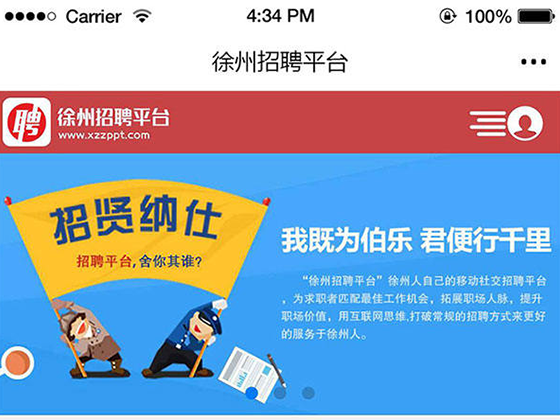 Carrier 4:34 PM 100%
徐州招聘平台
聘 徐州招聘平台
www.xzzppt.com
招贤纳仕
招聘平台,舍你其谁?
我既为伯乐 君便行千里
“徐州招聘平台”徐州人自己的移动社交招聘平台
，为求职者匹配最佳工作机会，拓展职场人脉，提升
职场价值，用互联网思维,打破常规的招聘方式来更好
的服务于徐州人。